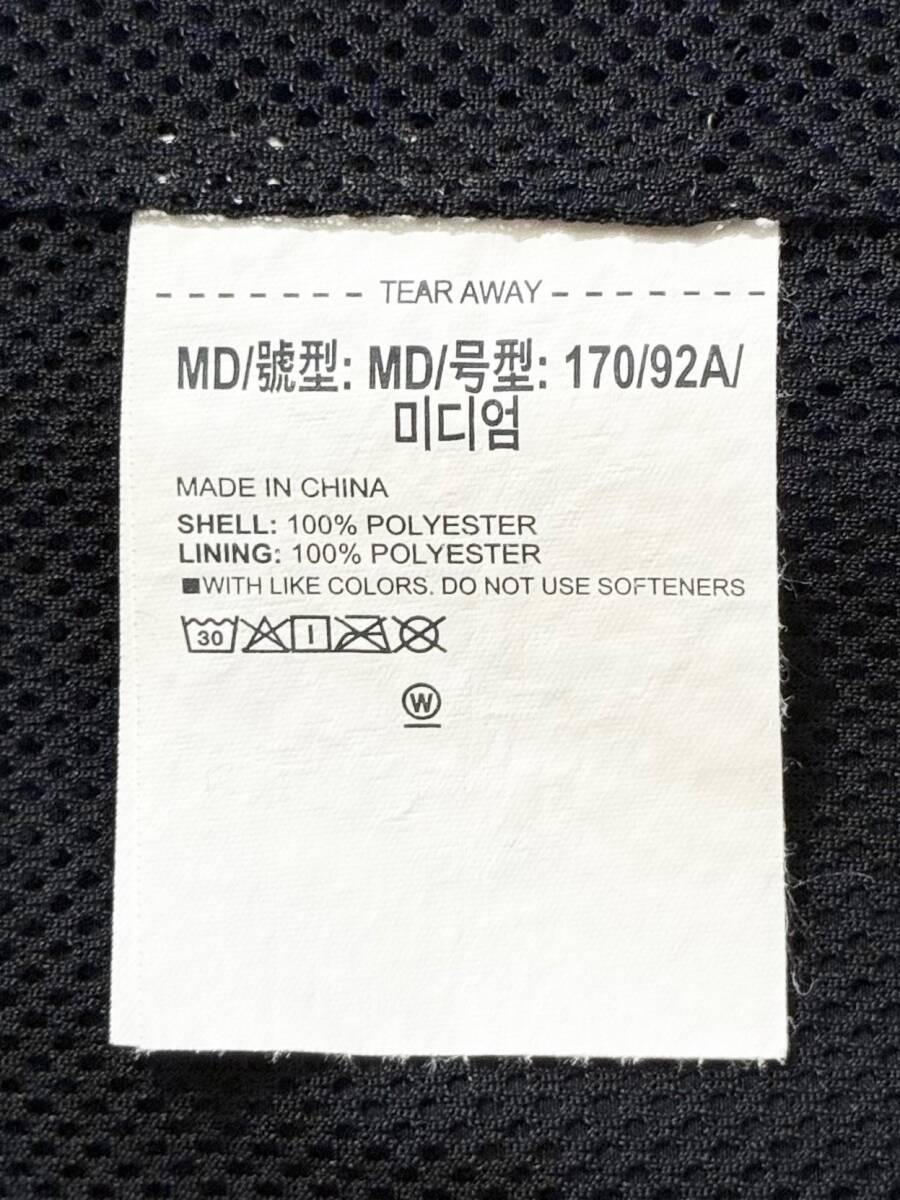 TEAR AWAY
MD/號型: MD/号型: 170/92A/
미디엄
MADE IN CHINA
SHELL: 100% POLYESTER
LINING: 100% POLYESTER
■WITH LIKE COLORS. DO NOT USE SOFTENERS
30
W